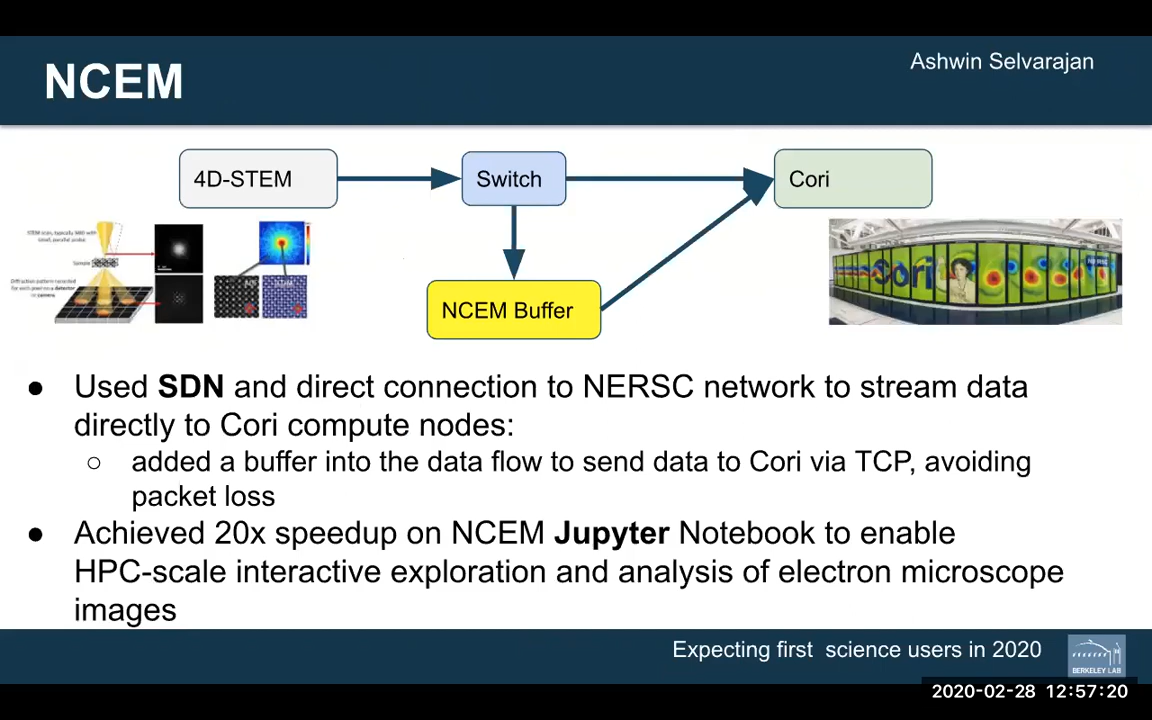 Ashwin Selvarajan
NCEM
4D-STEM
Switch
Cori
NCEM Buffer
Cori
● Used SDN and direct connection to NERSC network to stream data
directly to Cori compute nodes:
○ added a buffer into the data flow to send data to Cori via TCP, avoiding
packet loss
● Achieved 20x speedup on NCEM Jupyter Notebook to enable
HPC-scale interactive exploration and analysis of electron microscope
images
Expecting first science users in 2020
BERKELEY LAB
2020-02-28 12:57:20